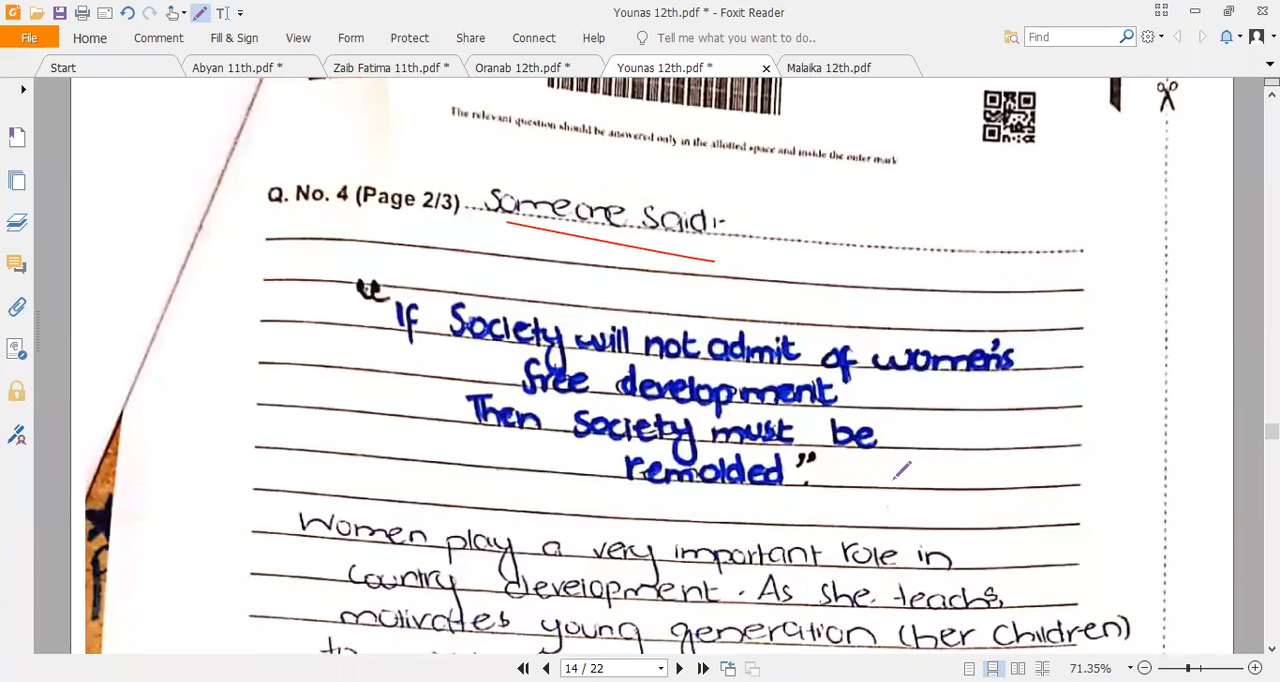 Younas 12th.pdf * - Foxit Reader
File Home Comment Fill & Sign View Form Protect Share Connect Help Tell me what you want to do.. Find
Start Abyan 11th.pdf * Zaib Fatima 11th.pdf * Oranab 12th.pdf * Younas 12th.pdf * Malaika 12th.pdf
The relevant question should be answered only in the allotted space and inside the outer mark
Q. No. 4 (Page 2/3) Someone Said:-
"If Society will not admit of women's
free development
Then society must be
remolded".
Women play a very important role in
country development. As she teachs,
motivates young generation (her children)
to
14 / 22 71.35%